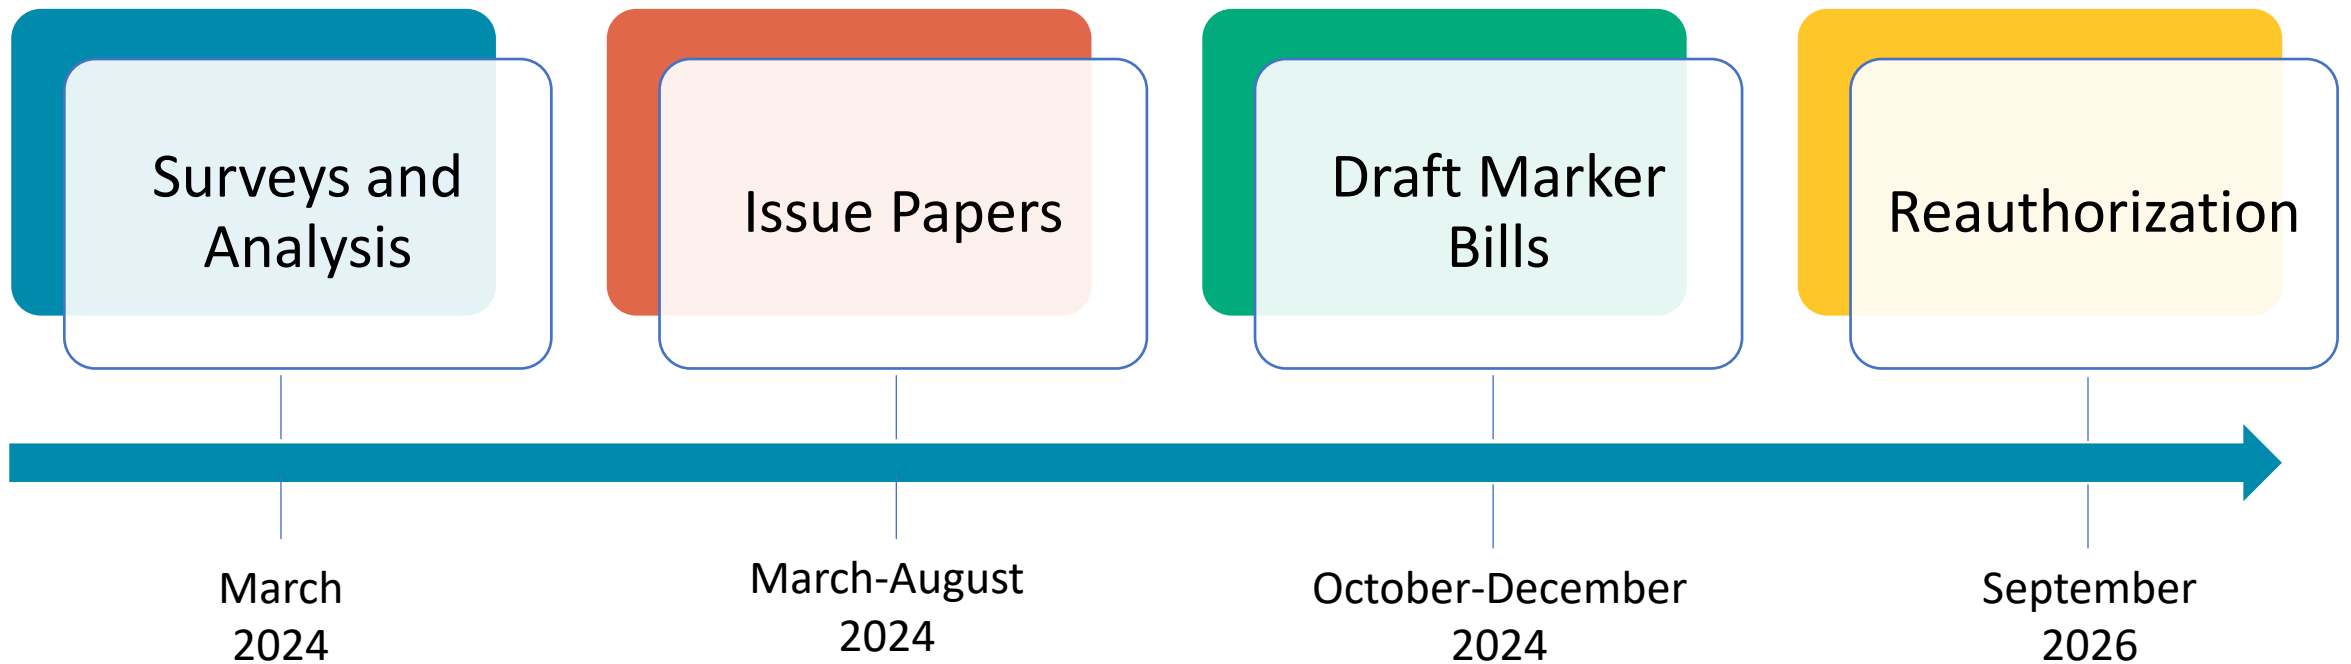 Surveys and
Analysis
Issue Papers
Draft Marker
Bills
Reauthorization
March
2024
March-August
2024
October-December
2024
September
2026